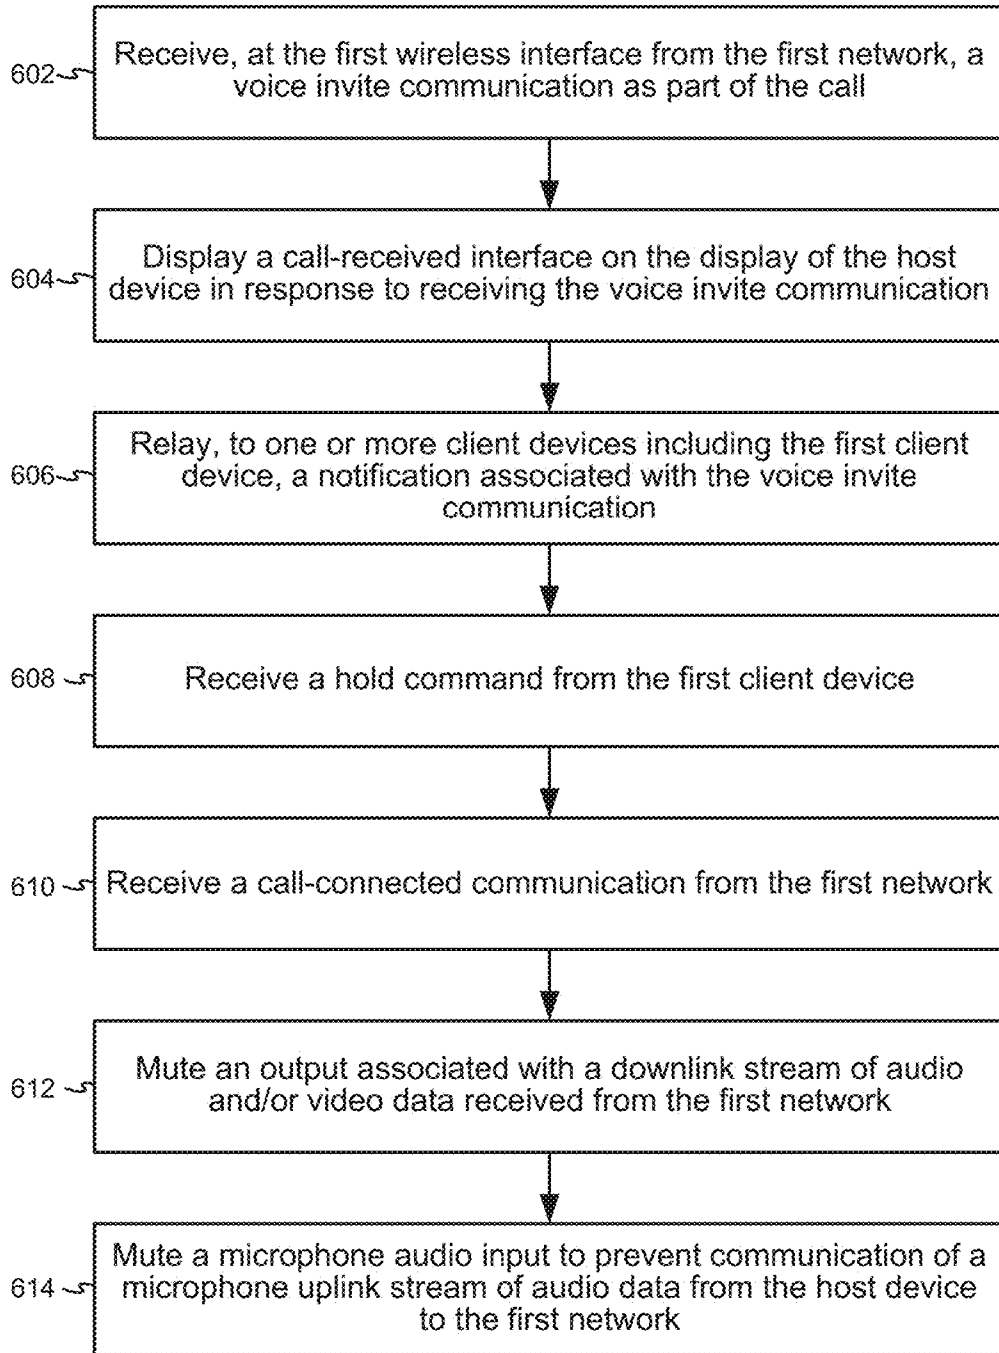 602
Receive, at the first wireless interface from the first network, a
voice invite communication as part of the call
604
Display a call-received interface on the display of the host
device in response to receiving the voice invite communication
606
Relay, to one or more client devices including the first client
device, a notification associated with the voice invite
communication
608
Receive a hold command from the first client device
610
Receive a call-connected communication from the first network
612
Mute an output associated with a downlink stream of audio
and/or video data received from the first network
614
Mute a microphone audio input to prevent communication of a
microphone uplink stream of audio data from the host device
to the first network